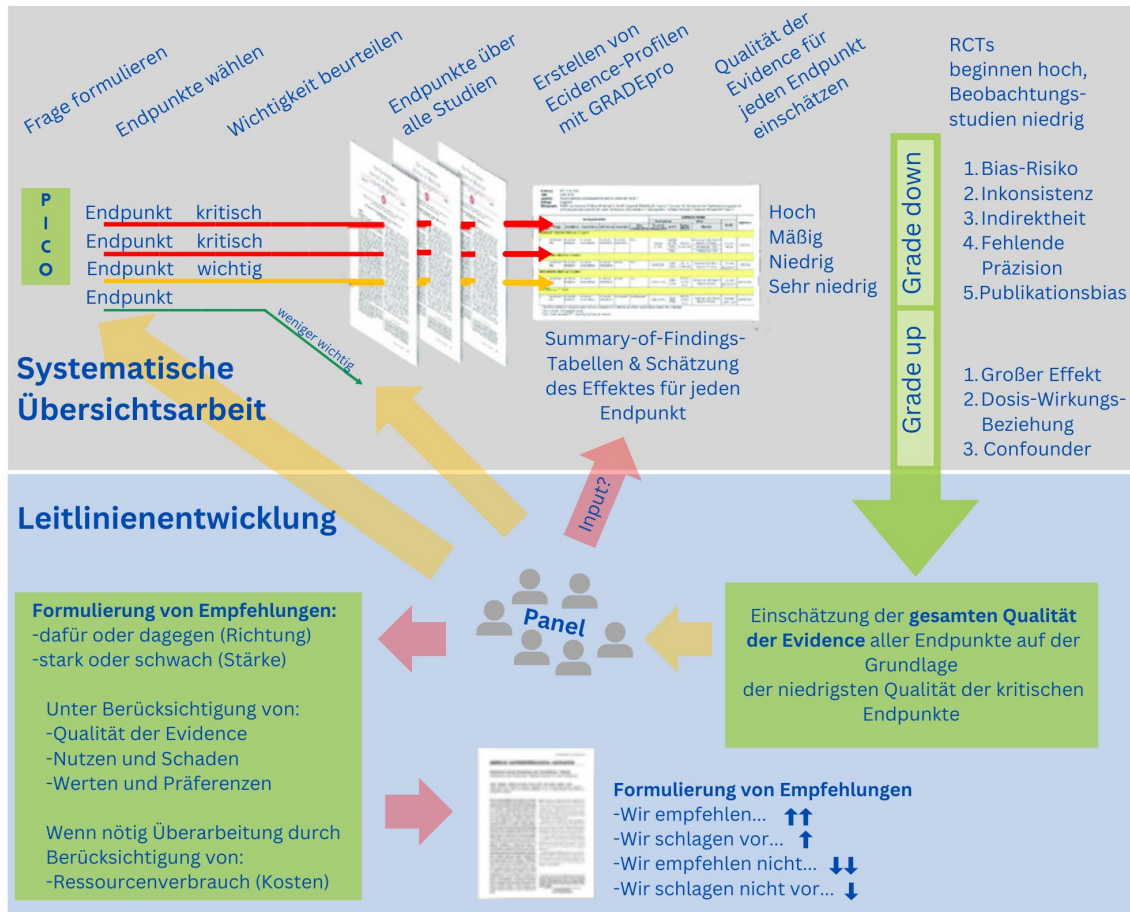 Frage formulieren
Endpunkte wählen
Wichtigkeit beurteilen
Endpunkte über
alle Studien
Erstellen von
Ecidence-Profilen
mit GRADEpro
Qualität der
Evidence für
jeden Endpunkt
einschätzen
RCTs
beginnen hoch,
Beobachtungs-
studien niedrig
P
I
C
O
Endpunkt kritisch
Endpunkt kritisch
Endpunkt wichtig
Endpunkt
weniger wichtig
Hoch
Mäßig
Niedrig
Sehr niedrig
Summary-of-Findings-
Tabellen & Schätzung
des Effektes für jeden
Endpunkt
Grade down
1. Bias-Risiko
2. Inkonsistenz
3. Indirektheit
4. Fehlende
Präzision
5. Publikationsbias
Grade up
1. Großer Effekt
2. Dosis-Wirkungs-
Beziehung
3. Confounder
Systematische
Übersichtsarbeit
Leitlinienentwicklung
Input?
Panel
Einschätzung der gesamten Qualität
der Evidence aller Endpunkte auf der
Grundlage
der niedrigsten Qualität der kritischen
Endpunkte
Formulierung von Empfehlungen:
-dafür oder dagegen (Richtung)
-stark oder schwach (Stärke)
Unter Berücksichtigung von:
-Qualität der Evidence
-Nutzen und Schaden
-Werten und Präferenzen
Wenn nötig Überarbeitung durch
Berücksichtigung von:
-Ressourcenverbrauch (Kosten)
Formulierung von Empfehlungen
-Wir empfehlen...
-Wir schlagen vor...
-Wir empfehlen nicht...
-Wir schlagen nicht vor...